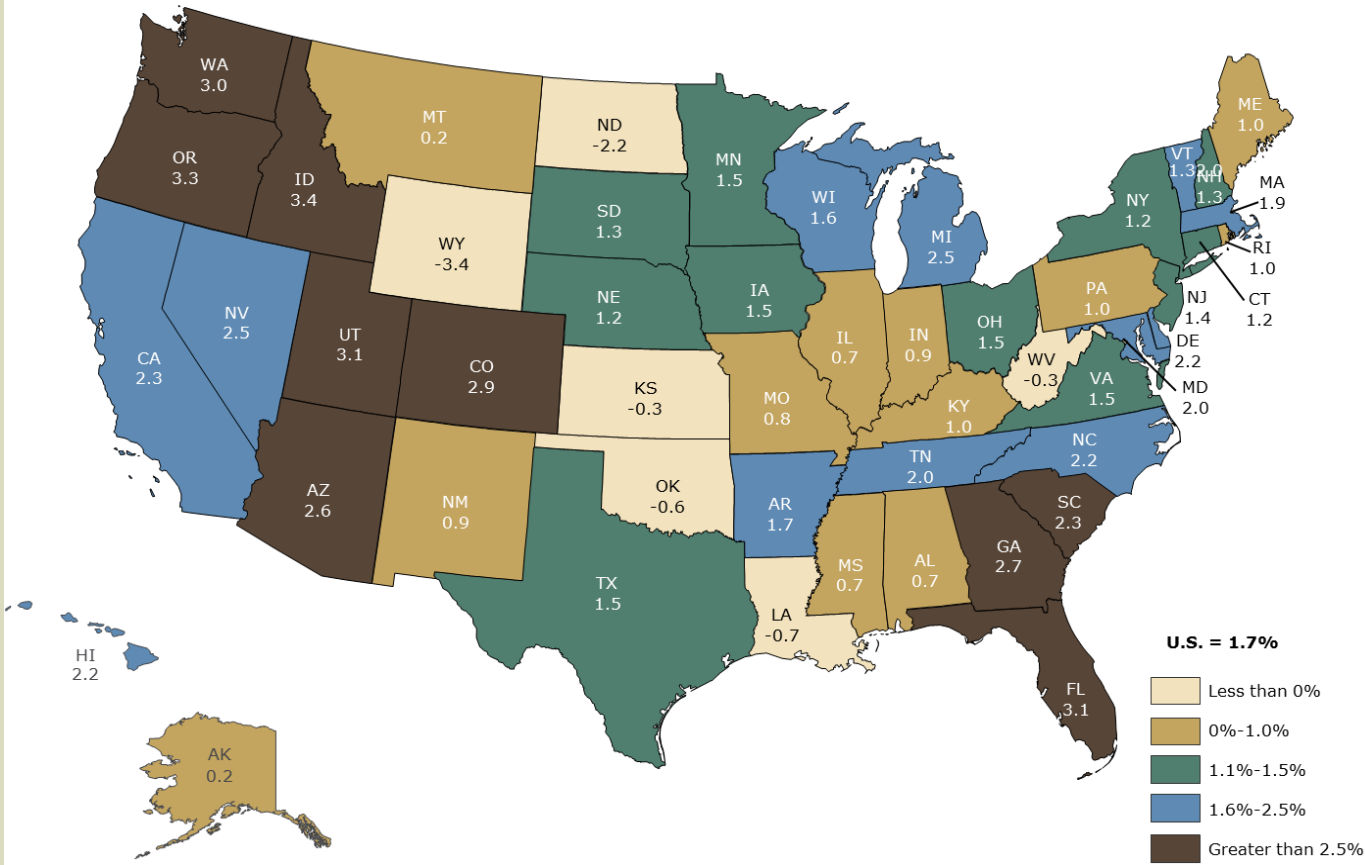 WA
3.0
OR
3.3
ID
3.4
MT
0.2
ND
-2.2
MN
1.5
SD
1.3
WY
-3.4
NE
1.2
IA
1.5
WI
1.6
MI
2.5
CA
2.3
NV
2.5
UT
3.1
CO
2.9
KS
-0.3
MO
0.8
IL
0.7
IN
0.9
OH
1.5
KY
1.0
WV
-0.3
PA
1.0
NY
1.2
VT
1.3
2.0
NH
1.3
ME
1.0
MA
1.9
RI
1.0
CT
1.2
NJ
1.4
DE
2.2
MD
2.0
VA
1.5
NC
2.2
TN
2.0
AZ
2.6
NM
0.9
OK
-0.6
AR
1.7
SC
2.3
GA
2.7
AL
0.7
MS
0.7
TX
1.5
LA
-0.7
FL
3.1
HI
2.2
AK
0.2
U.S. = 1.7%
Less than 0%
0%-1.0%
1.1%-1.5%
1.6%-2.5%
Greater than 2.5%